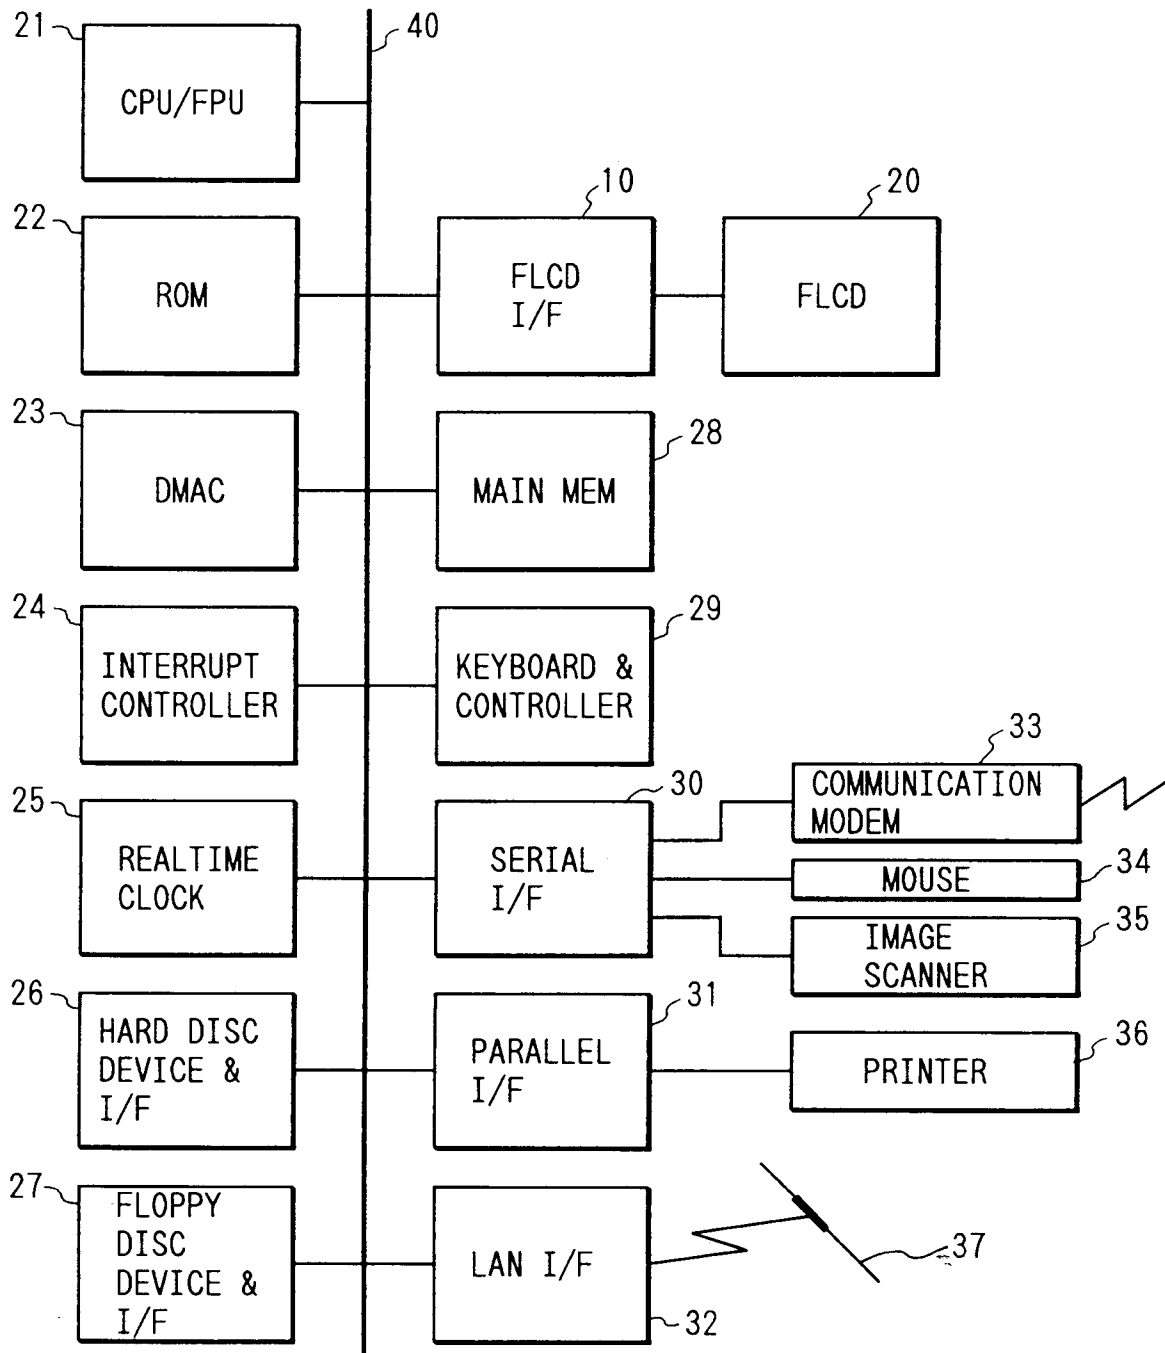 21
40
CPU/FPU
10
20
22
ROM
FLCD
I/F
FLCD
23
28
DMAC
MAIN MEM
24
29
INTERRUPT
CONTROLLER
KEYBOARD &
CONTROLLER
33
25
30
COMMUNICATION
MODEM
REALTIME
CLOCK
SERIAL
I/F
34
MOUSE
35
IMAGE
SCANNER
26
31
HARD DISC
DEVICE &
I/F
PARALLEL
I/F
36
PRINTER
27
FLOPPY
DISC
DEVICE &
I/F
LAN I/F
37
32